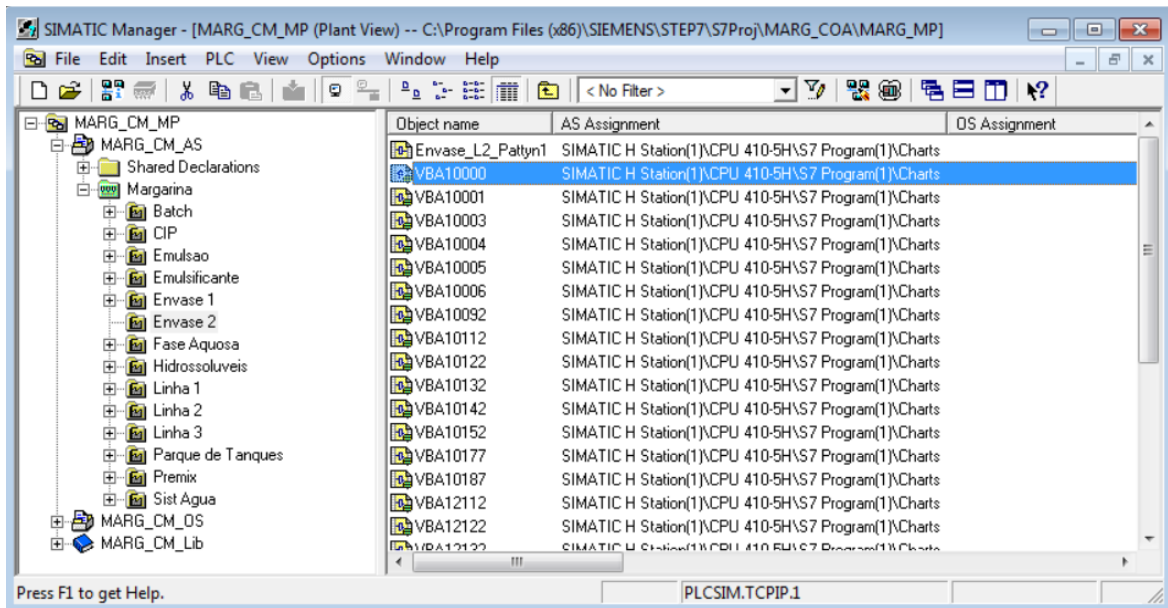 SIMATIC Manager - [MARG_CM_MP (Plant View) -- C:\Program Files (x86)\SIEMENS\STEP7\S7Proj\MARG_COA\MARG_MP]
File Edit Insert PLC View Options Window Help
< No Filter >
MARG_CM_MP
MARG_CM_AS
Shared Declarations
Margarina
Batch
CIP
Emulsao
Emulsificante
Envase 1
Envase 2
Fase Aquosa
Hidrossoluveis
Linha 1
Linha 2
Linha 3
Parque de Tanques
Premix
Sist Agua
MARG_CM_OS
MARG_CM_Lib
Object name AS Assignment OS Assignment
Envase_L2_Pattyn1 SIMATIC H Station(1)\CPU 410-5H\S7 Program(1)\Charts
VBA10000 SIMATIC H Station(1)\CPU 410-5H\S7 Program(1)\Charts
VBA10001 SIMATIC H Station(1)\CPU 410-5H\S7 Program(1)\Charts
VBA10003 SIMATIC H Station(1)\CPU 410-5H\S7 Program(1)\Charts
VBA10004 SIMATIC H Station(1)\CPU 410-5H\S7 Program(1)\Charts
VBA10005 SIMATIC H Station(1)\CPU 410-5H\S7 Program(1)\Charts
VBA10006 SIMATIC H Station(1)\CPU 410-5H\S7 Program(1)\Charts
VBA10092 SIMATIC H Station(1)\CPU 410-5H\S7 Program(1)\Charts
VBA10112 SIMATIC H Station(1)\CPU 410-5H\S7 Program(1)\Charts
VBA10122 SIMATIC H Station(1)\CPU 410-5H\S7 Program(1)\Charts
VBA10132 SIMATIC H Station(1)\CPU 410-5H\S7 Program(1)\Charts
VBA10142 SIMATIC H Station(1)\CPU 410-5H\S7 Program(1)\Charts
VBA10152 SIMATIC H Station(1)\CPU 410-5H\S7 Program(1)\Charts
VBA10177 SIMATIC H Station(1)\CPU 410-5H\S7 Program(1)\Charts
VBA10187 SIMATIC H Station(1)\CPU 410-5H\S7 Program(1)\Charts
VBA12112 SIMATIC H Station(1)\CPU 410-5H\S7 Program(1)\Charts
VBA12122 SIMATIC H Station(1)\CPU 410-5H\S7 Program(1)\Charts
VBA12132 SIMATIC H Station(1)\CPU 410-5H\S7 Program(1)\Charts
Press F1 to get Help. PLCSIM.TCPIP.1